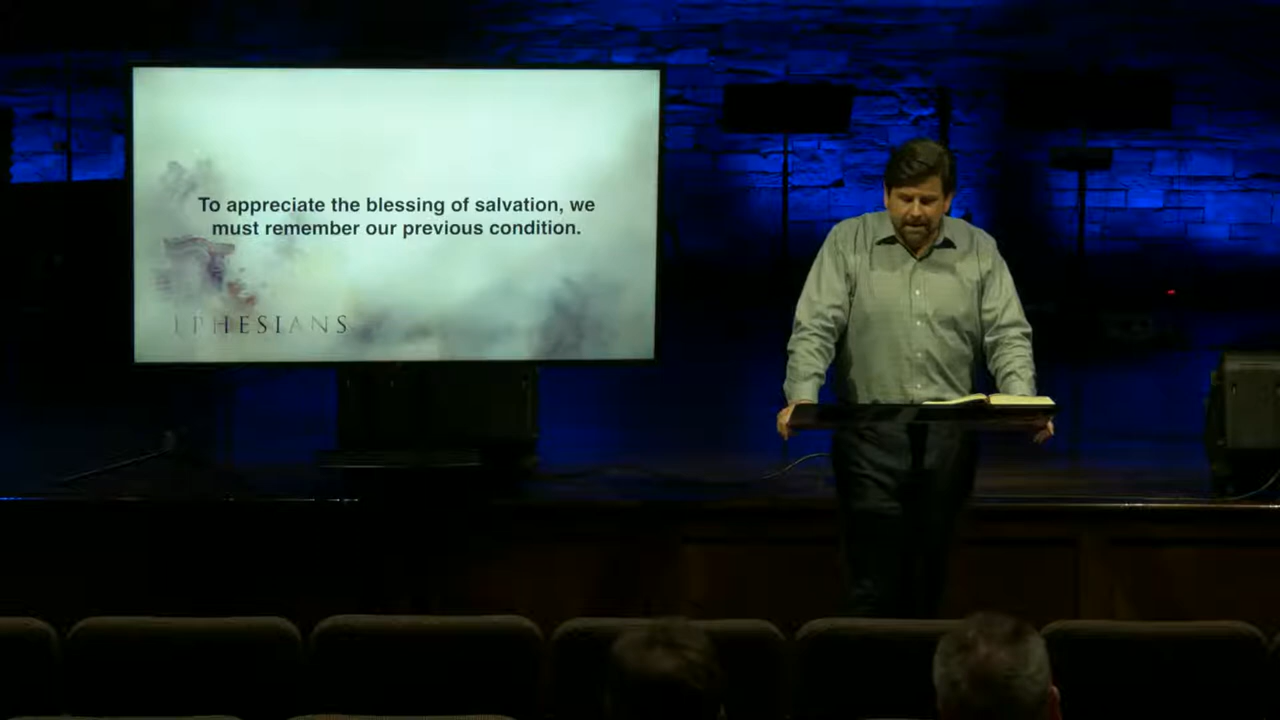 To appreciate the blessing of salvation, we
must remember our previous condition.
EPHESIANS